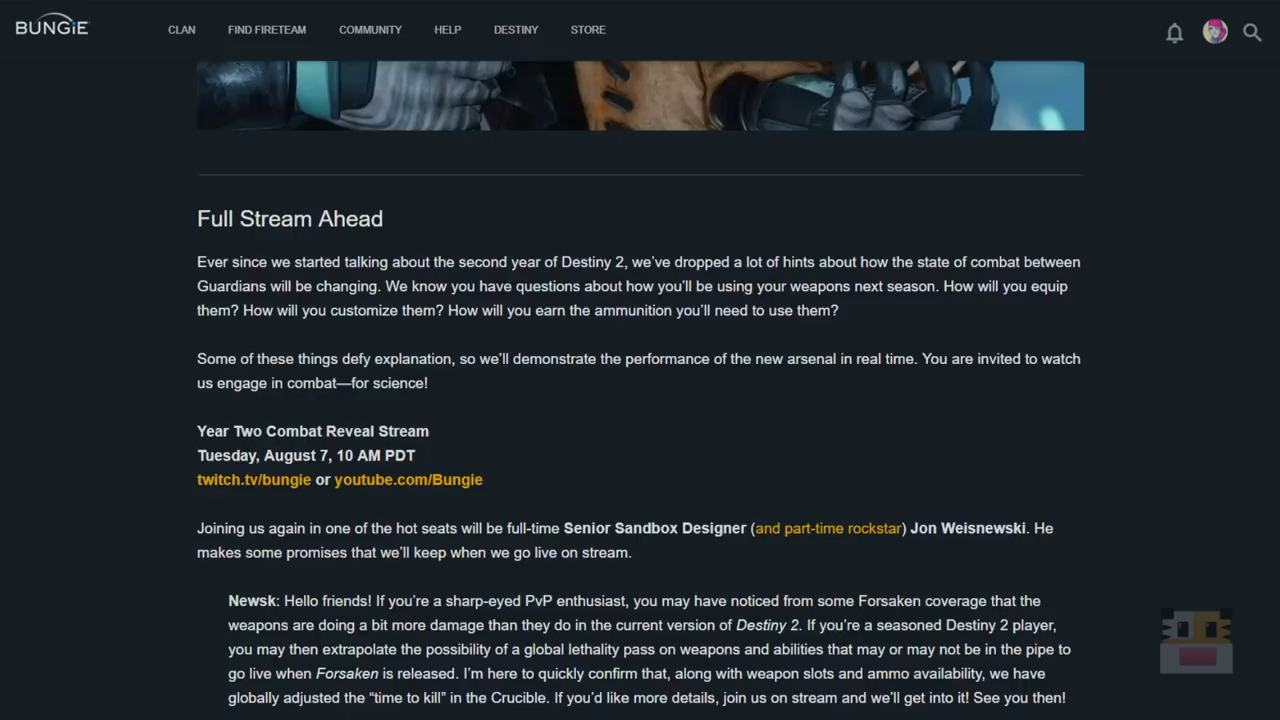 BUNGiE
CLAN
FIND FIRETEAM
COMMUNITY
HELP
DESTINY
STORE
Full Stream Ahead
Ever since we started talking about the second year of Destiny 2, we’ve dropped a lot of hints about how the state of combat between
Guardians will be changing. We know you have questions about how you’ll be using your weapons next season. How will you equip
them? How will you customize them? How will you earn the ammunition you’ll need to use them?
Some of these things defy explanation, so we’ll demonstrate the performance of the new arsenal in real time. You are invited to watch
us engage in combat—for science!
Year Two Combat Reveal Stream
Tuesday, August 7, 10 AM PDT
twitch.tv/bungie or youtube.com/Bungie
Joining us again in one of the hot seats will be full-time Senior Sandbox Designer (and part-time rockstar) Jon Weisnewski. He
makes some promises that we’ll keep when we go live on stream.
Newsk: Hello friends! If you’re a sharp-eyed PvP enthusiast, you may have noticed from some Forsaken coverage that the
weapons are doing a bit more damage than they do in the current version of Destiny 2. If you’re a seasoned Destiny 2 player,
you may then extrapolate the possibility of a global lethality pass on weapons and abilities that may or may not be in the pipe to
go live when Forsaken is released. I’m here to quickly confirm that, along with weapon slots and ammo availability, we have
globally adjusted the “time to kill” in the Crucible. If you’d like more details, join us on stream and we’ll get into it! See you then!